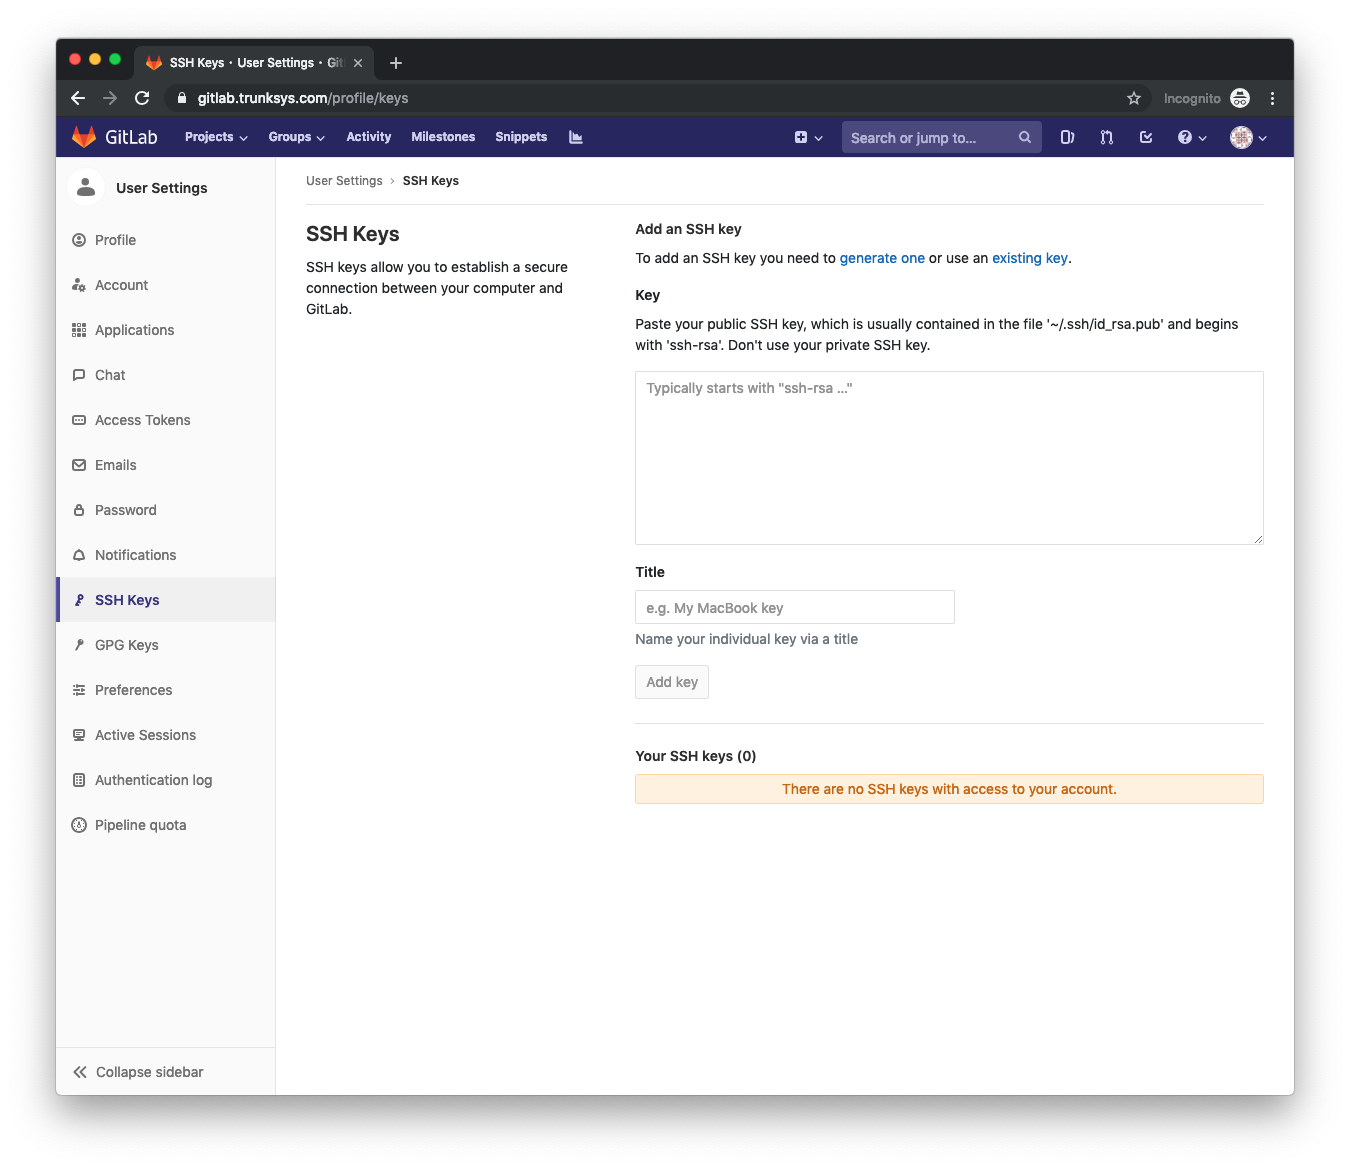 SSH Keys · User Settings · Git
gitlab.trunksys.com/profile/keys
Incognito
GitLab
Projects
Groups
Activity
Milestones
Snippets
Search or jump to...
User Settings
Profile
Account
Applications
Chat
Access Tokens
Emails
Password
Notifications
SSH Keys
GPG Keys
Preferences
Active Sessions
Authentication log
Pipeline quota
Collapse sidebar
User Settings › SSH Keys
SSH Keys
SSH keys allow you to establish a secure
connection between your computer and
GitLab.
Add an SSH key
To add an SSH key you need to generate one or use an existing key.
Key
Paste your public SSH key, which is usually contained in the file '~/.ssh/id_rsa.pub' and begins
with 'ssh-rsa'. Don't use your private SSH key.
Typically starts with "ssh-rsa …"
Title
e.g. My MacBook key
Name your individual key via a title
Add key
Your SSH keys (0)
There are no SSH keys with access to your account.